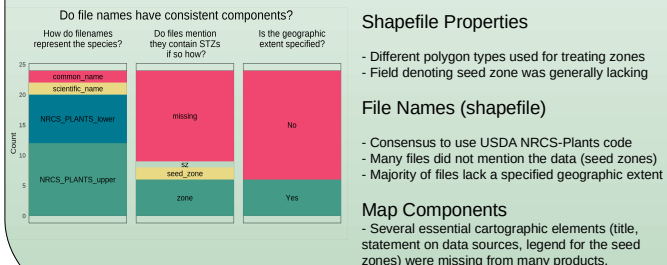 Do file names have consistent components?
How do filenames
represent the species?
Do files mention
they contain STZs
if so how?
Is the geographic
extent specified?
Count
25
20
15
10
5
0
common_name
scientific_name
NRCS_PLANTS_lower
NRCS_PLANTS_upper
missing
sz
seed_zone
zone
No
Yes
Shapefile Properties
- Different polygon types used for treating zones
- Field denoting seed zone was generally lacking
File Names (shapefile)
- Consensus to use USDA NRCS-Plants code
- Many files did not mention the data (seed zones)
- Majority of files lack a specified geographic extent
Map Components
- Several essential cartographic elements (title,
statement on data sources, legend for the seed
zones) were missing from many products.